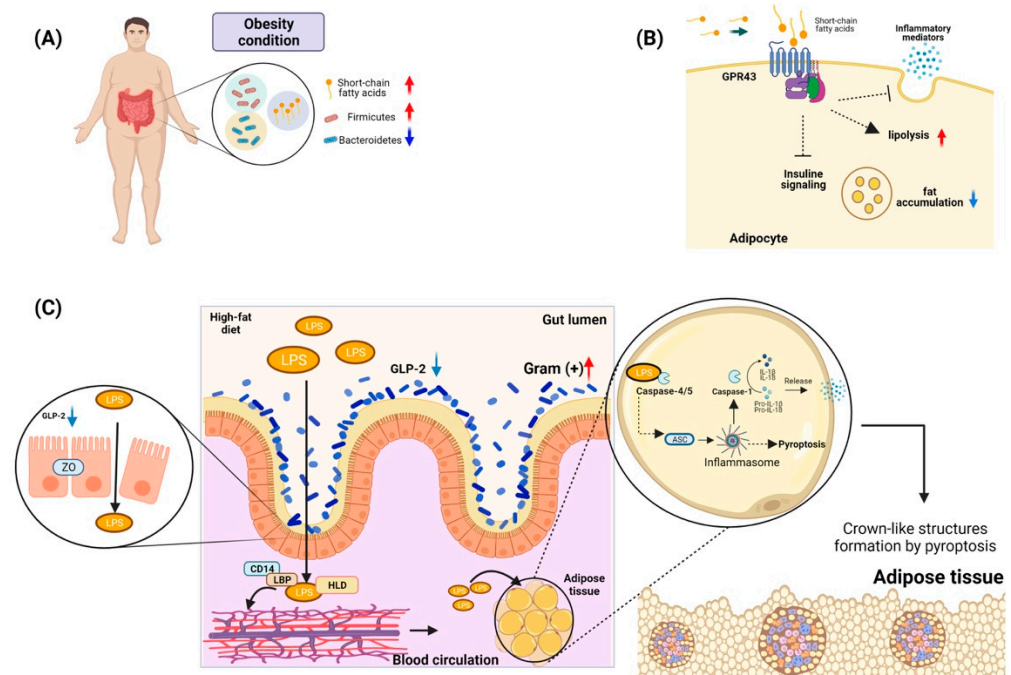 (A)
Obesity
condition
Short-chain
fatty acids
Firmicutes
Bacteroidetes
(B)
Short-chain
fatty acids
Inflammatory
mediators
GPR43
lipolysis
Insuline
signaling
fat
accumulation
Adipocyte
(C)
High-fat
diet
Gut lumen
LPS
LPS
LPS
GLP-2
Gram (+)
GLP-2
LPS
ZO
LPS
CD14
LBP
LPS
HLD
LPS
LPS
LPS
Adipose
tissue
Blood circulation
LPS
Caspase-4/5
Caspase-1
IL-1β
IL-18
Pro-IL-1β
Pro-IL-18
Release
ASC
Pyroptosis
Inflammasome
Crown-like structures
formation by pyroptosis
Adipose tissue